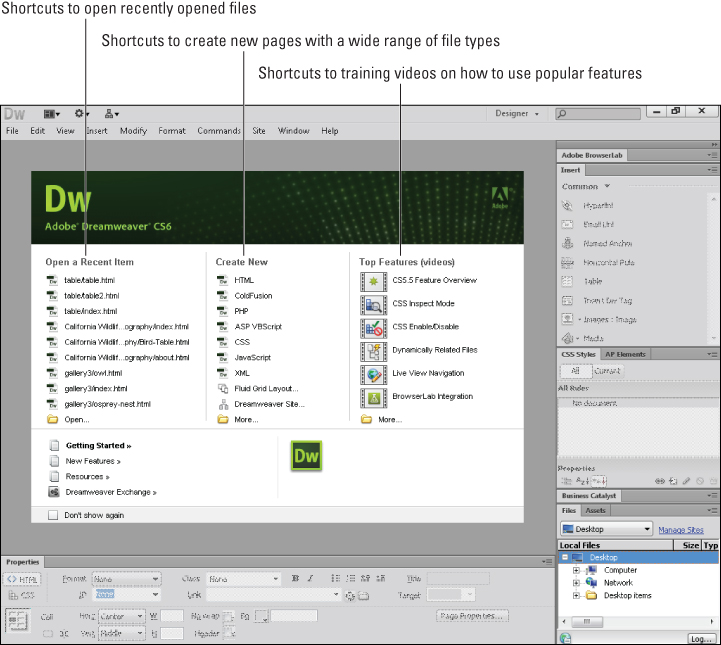 Shortcuts to open recently opened files
Shortcuts to create new pages with a wide range of file types
Shortcuts to training videos on how to use popular features
Dw
Designer
File Edit View Insert Modify Format Commands Site Window Help
Adobe BrowserLab
Insert
Common
Hyperlink
Email Link
Named Anchor
Horizontal Rule
Table
Insert Div Tag
Images : Image
Media
Dw
Adobe® Dreamweaver® CS6
Adobe
Open a Recent Item
table/table.html
table/table2.html
table/index.html
California Wildlif...ography/index.html
California Wildlif...phy/Bird-Table.html
California Wildlif...ography/about.html
gallery3/owl.html
gallery3/index.html
gallery3/osprey-nest.html
Open...
Create New
HTML
ColdFusion
PHP
ASP VBScript
CSS
JavaScript
XML
Fluid Grid Layout...
Dreamweaver Site...
More...
Top Features (videos)
CS5.5 Feature Overview
CSS Inspect Mode
CSS Enable/Disable
Dynamically Related Files
Live View Navigation
BrowserLab Integration
More...
Getting Started »
New Features »
Resources »
Dreamweaver Exchange »
Dw
Don't show again
CSS Styles AP Elements
All Current
All Rules
No document.
Properties
Business Catalyst
Files Assets
Desktop Manage Sites
Local Files Size Typ
Desktop
Computer
Network
Desktop items
Log...
Properties
<> HTML Format None Class None B I Title
CSS ID None Link Target
Cell Horz Center W No wrap Bg Page Properties...
Vert Middle H Header